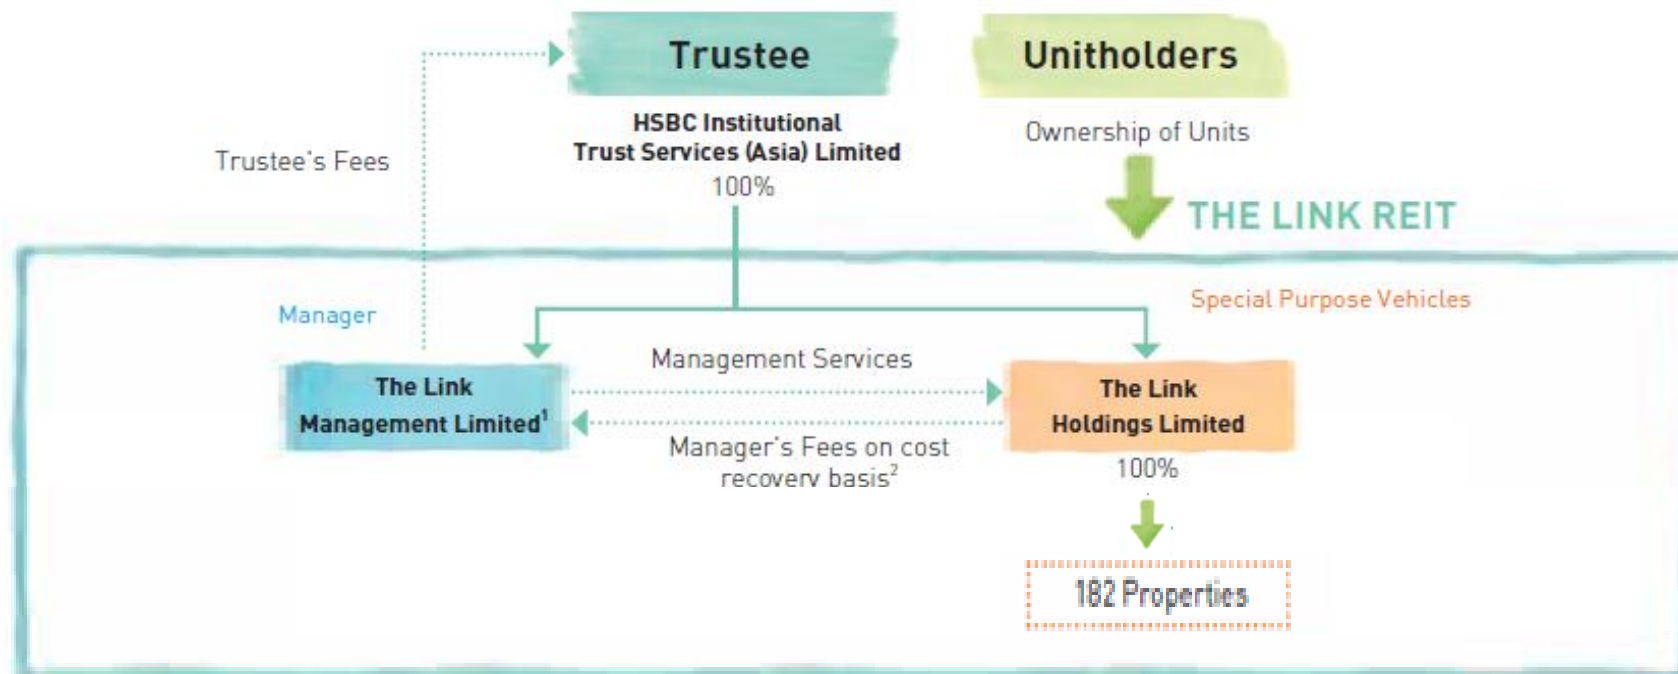 Trustee
Unitholders
HSBC Institutional
Trust Services (Asia) Limited
100%
Ownership of Units
Trustee's Fees
THE LINK REIT
Manager
Special Purpose Vehicles
Management Services
The Link
Management Limited¹
The Link
Holdings Limited
Manager's Fees on cost
recovery basis²
100%
182 Properties